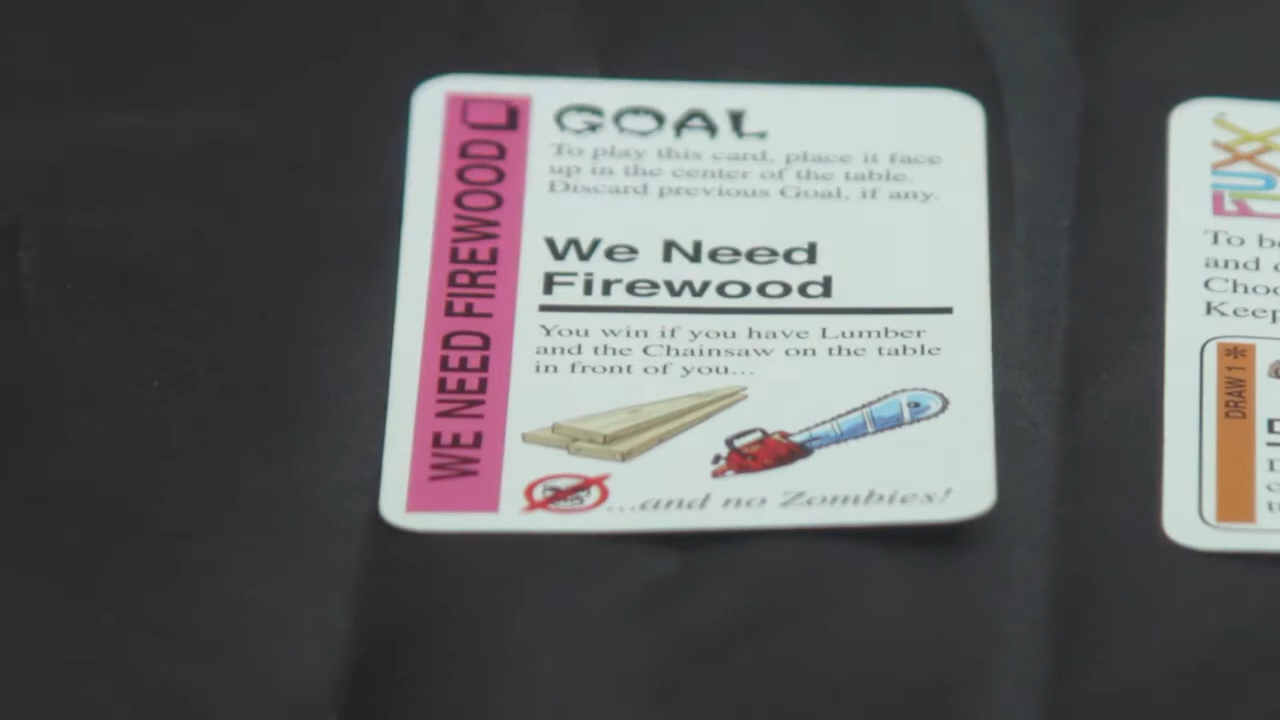 WE NEED FIREWOOD
GOAL
To play this card, place it face
up in the center of the table.
Discard previous Goal, if any.
We Need
Firewood
You win if you have Lumber
and the Chainsaw on the table
in front of you...
...and no Zombies!
FLUXX
To
and
Keep
DRAW 1 *